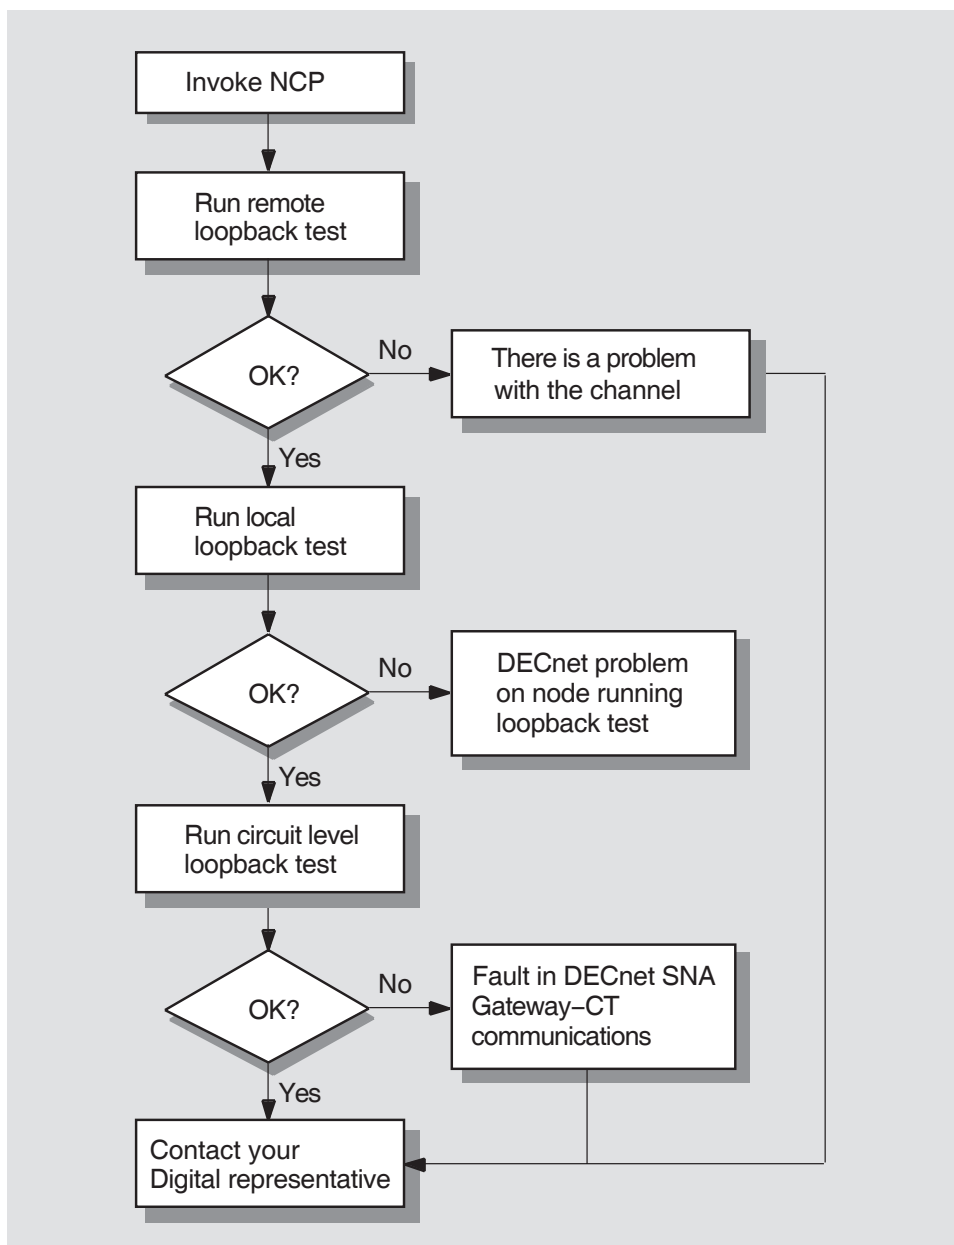 Invoke NCP
Run remote
loopback test
OK?
No
There is a problem
with the channel
Yes
Run local
loopback test
OK?
No
DECnet problem
on node running
loopback test
Yes
Run circuit level
loopback test
OK?
No
Fault in DECnet SNA
Gateway–CT
communications
Yes
Contact your
Digital representative